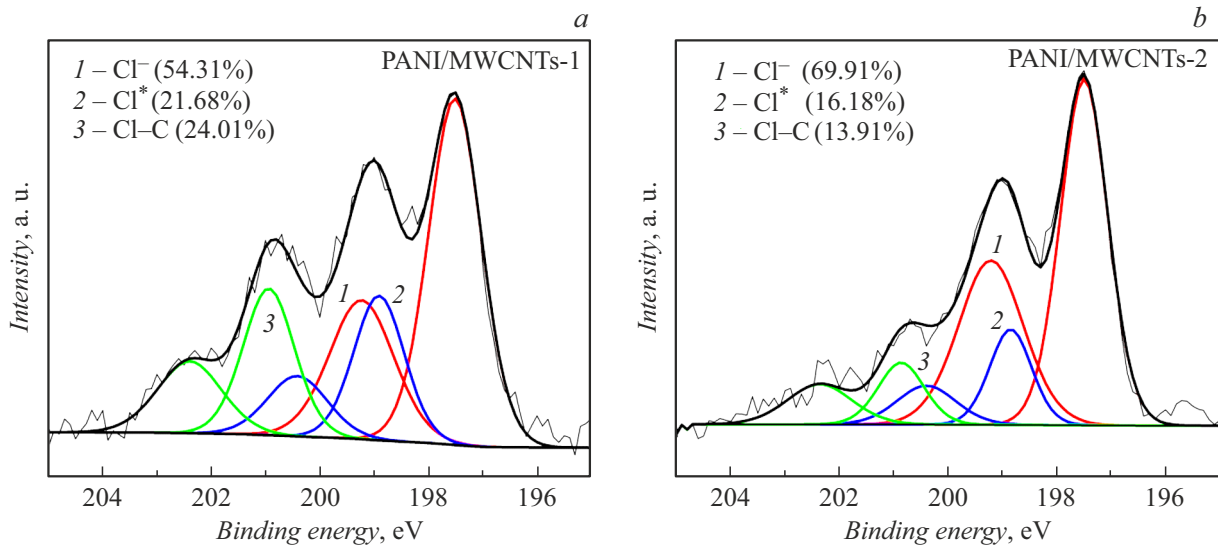 a
PANI/MWCNTs-1
1 – Cl⁻ (54.31%)
2 – Cl* (21.68%)
3 – Cl–C (24.01%)
1
2
3
Intensity, a. u.
204 202 200 198 196
Binding energy, eV
b
PANI/MWCNTs-2
1 – Cl⁻ (69.91%)
2 – Cl* (16.18%)
3 – Cl–C (13.91%)
1
2
3
Intensity, a. u.
204 202 200 198 196
Binding energy, eV